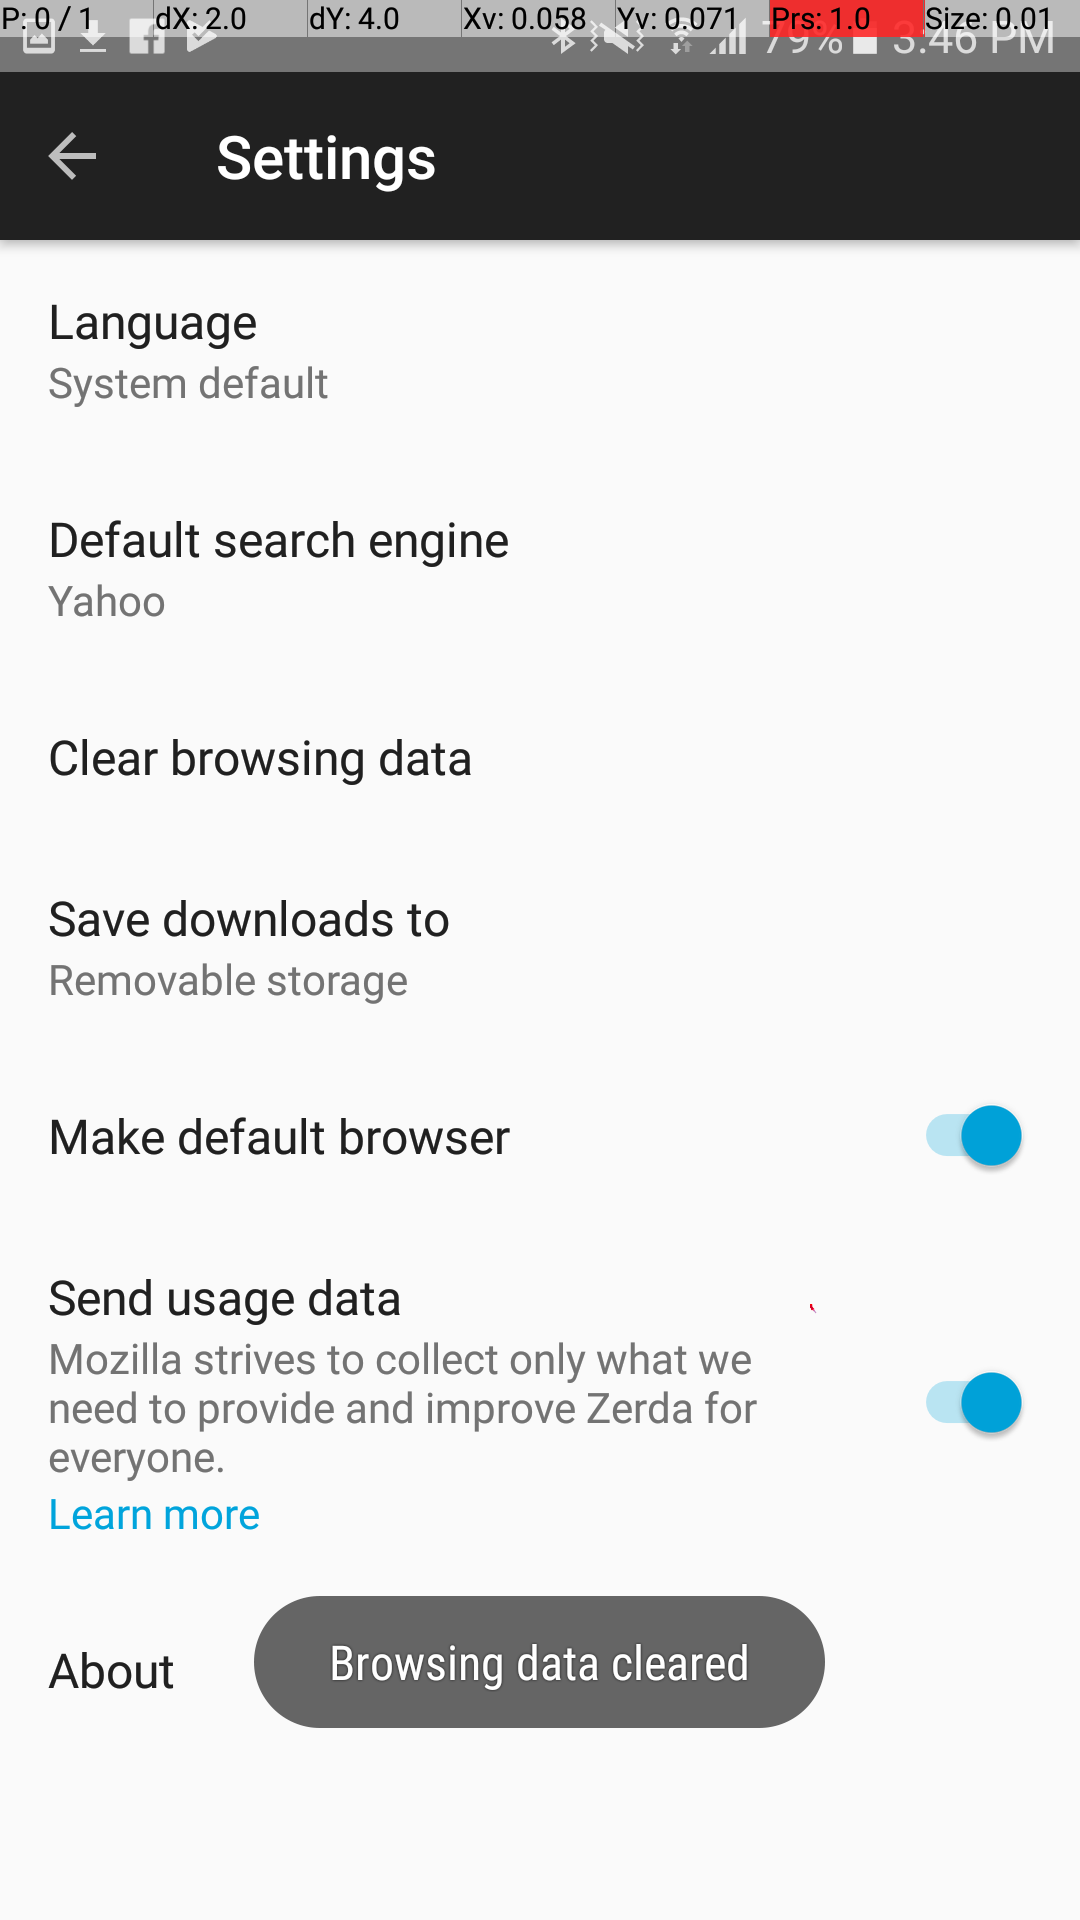 P: 0 / 1 dX: 2.0 dY: 4.0 Xv: 0.058 Yv: 0.071 Prs: 1.0 Size: 0.01
79% 3:46 PM
Settings
Language
System default
Default search engine
Yahoo
Clear browsing data
Save downloads to
Removable storage
Make default browser
Send usage data
Mozilla strives to collect only what we
need to provide and improve Zerda for
everyone.
Learn more
About
Browsing data cleared